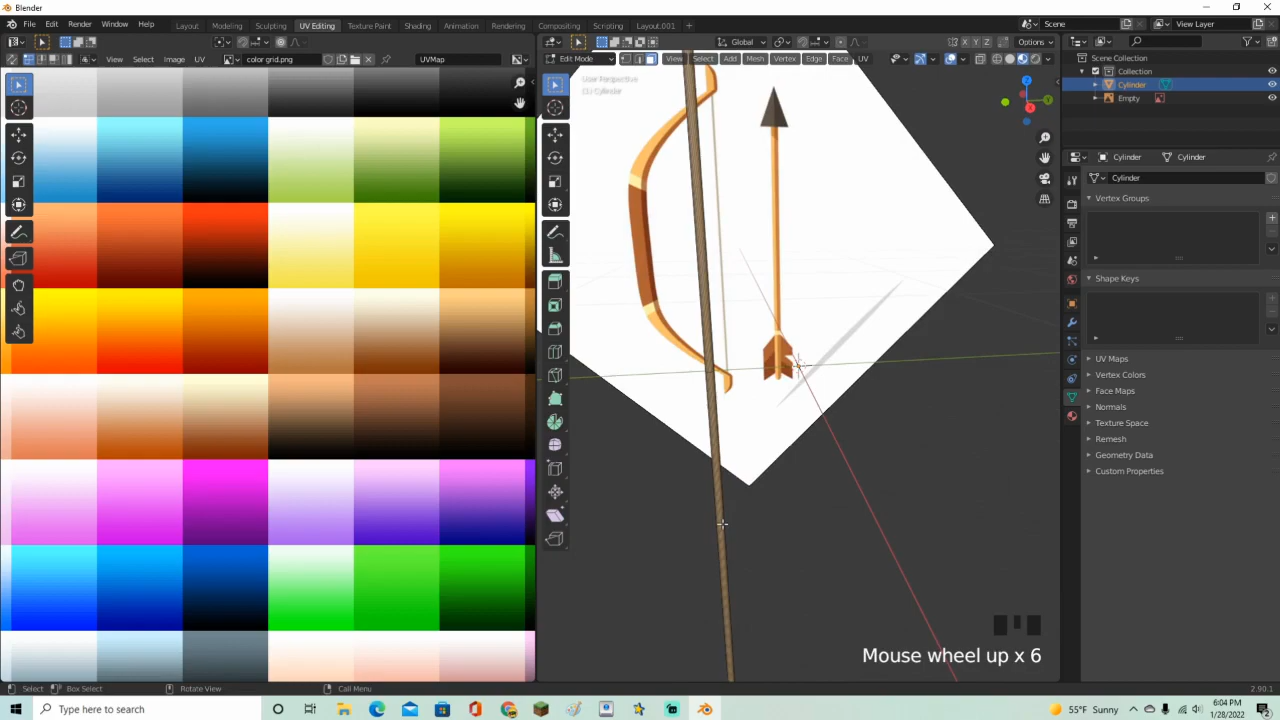 Blender
File Edit Render Window Help
Layout Modeling Sculpting UV Editing Texture Paint Shading Animation Rendering Compositing Scripting Layout.001 +
Scene
View Layer
Global
Options
View Select Image UV
color grid.png
UVMap
Edit Mode
View Select Add Mesh Vertex Edge Face UV
User Perspective
(1) Cylinder
Scene Collection
Collection
Cylinder
Empty
Cylinder
Cylinder
Cylinder
Vertex Groups
Shape Keys
UV Maps
Vertex Colors
Face Maps
Normals
Texture Space
Remesh
Geometry Data
Custom Properties
X Y Z
Mouse wheel up x 6
Select
Box Select
Rotate View
Call Menu
2.90.1
Type here to search
55°F Sunny
6:04 PM
1/28/2022